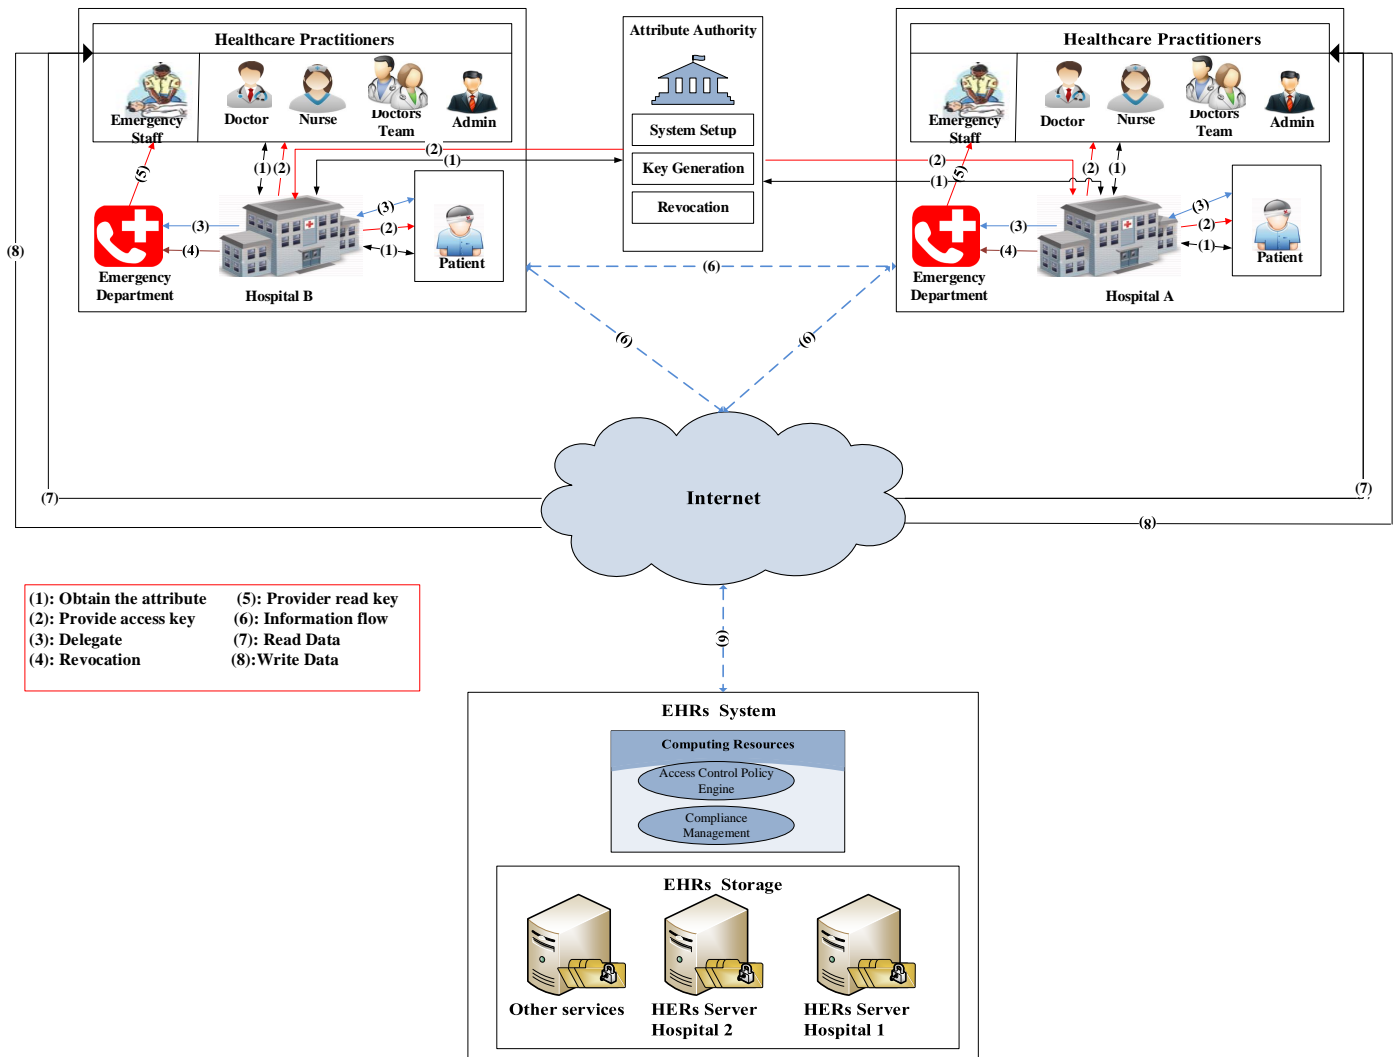 Healthcare Practitioners
Emergency
Staff
Doctor
Nurse
Doctors
Team
Admin
(5)
(1)
(2)
(3)
(4)
(3)
(2)
(1)
Emergency
Department
Hospital B
Patient
Attribute Authority
System Setup
Key Generation
Revocation
(2)
(1)
(2)
(1)
Healthcare Practitioners
Emergency
Staff
Doctor
Nurse
Doctors
Team
Admin
(5)
(2)
(1)
(3)
(4)
(3)
(2)
(1)
Emergency
Department
Hospital A
Patient
(8)
(6)
(6)
(6)
(7)
Internet
(7)
(8)
(1): Obtain the attribute (5): Provider read key
(2): Provide access key (6): Information flow
(3): Delegate (7): Read Data
(4): Revocation (8):Write Data
(6)
EHRs System
Computing Resources
Access Control Policy
Engine
Compliance
Management
EHRs Storage
Other services
HERs Server
Hospital 2
HERs Server
Hospital 1